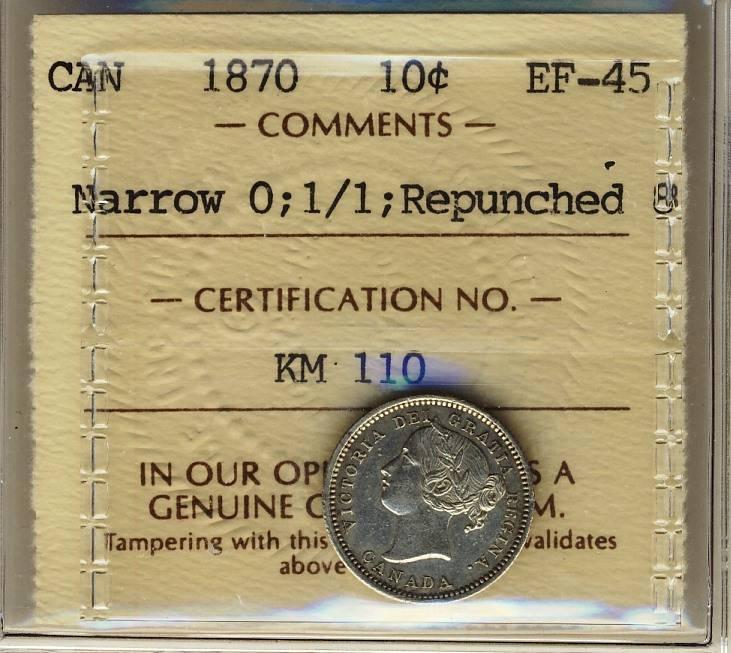 CAN 1870 10¢ EF-45
— COMMENTS —
Narrow 0;1/1;Repunched
— CERTIFICATION NO. —
KM 110
IN OUR A
GENUINE M.
Tampering with this validates
above
VICTORIA DEI GRATIA REGINA.
CANADA